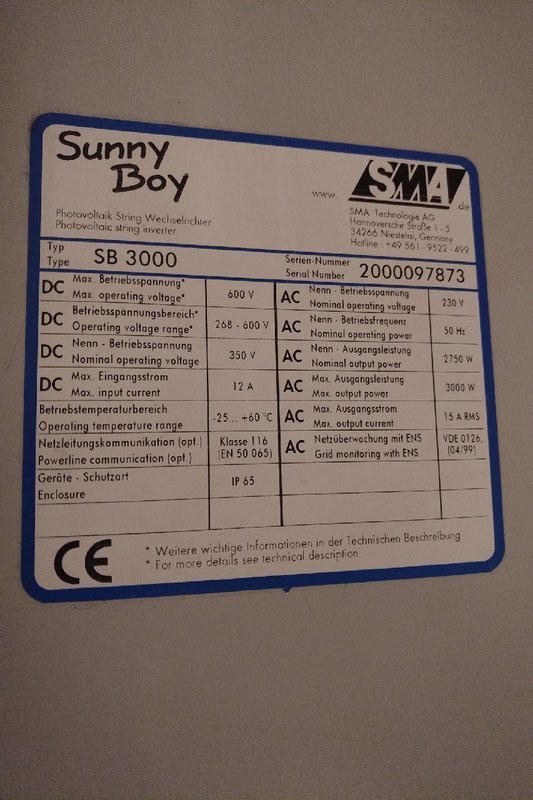 Sunny
Boy
www. SMA .de
Photovoltaik String Wechselrichter
Photovoltaic string inverter
SMA Technologie AG
Hannoversche Straße 1 - 5
34266 Niestetal, Germany
Hotline : +49 561 - 9522 - 499
Typ
Type
SB 3000
Serien-Nummer
Serial Number
2000097873
DC Max. Betriebsspannung*
Max. operating voltage*
600 V
AC Nenn - Betriebsspannung
Nominal operating voltage
230 V
DC Betriebsspannungsbereich*
Operating voltage range*
268 - 600 V
AC Nenn - Betriebsfrequenz
Nominal operating power
50 Hz
DC Nenn - Betriebsspannung
Nominal operating voltage
350 V
AC Nenn - Ausgangsleistung
Nominal output power
2750 W
DC Max. Eingangsstrom
Max. input current
12 A
AC Max. Ausgangsleistung
Max. output power
3000 W
Betriebstemperaturbereich
Operating temperature range
-25... +60 °C
AC Max. Ausgangsstrom
Max. output current
15 A RMS
Netzleitungskommunikation (opt.)
Powerline communication (opt.)
Klasse 116
(EN 50 065)
AC Netzüberwachung mit ENS
Grid monitoring with ENS
VDE 0126,
(04/99)
Geräte - Schutzart
Enclosure
IP 65
CE
* Weitere wichtige Informationen in der Technischen Beschreibung
* For more details see technical description